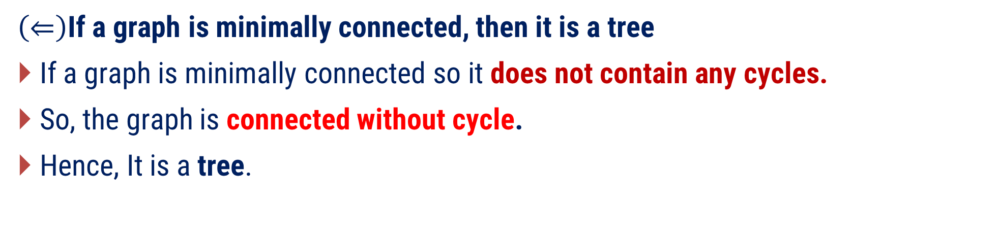 (⇐)If a graph is minimally connected, then it is a tree
If a graph is minimally connected so it does not contain any cycles.
So, the graph is connected without cycle.
Hence, It is a tree.